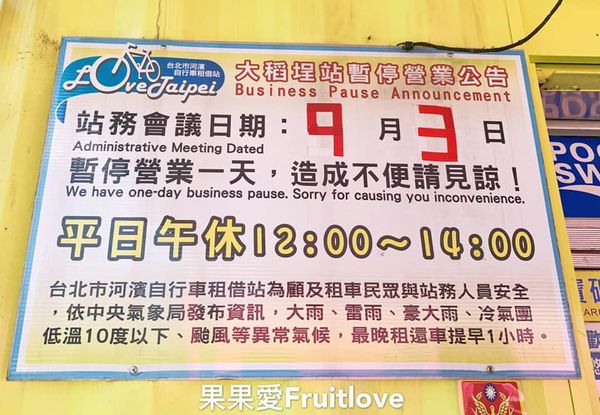 台北市河濱
自行車租借站
LOveTaipei
大稻埕站暫停營業公告
Business Pause Announcement
站務會議日期：9月3日
Administrative Meeting Dated
暫停營業一天，造成不便請見諒！
We have one-day business pause. Sorry for causing you inconvenience.
平日午休12:00～14:00
台北市河濱自行車租借站為顧及租車民眾與站務人員安全
，依中央氣象局發布資訊，大雨、雷雨、豪大雨、冷氣團
低溫10度以下、颱風等異常氣候，最晚租還車提早1小時。
果果愛Fruitlove